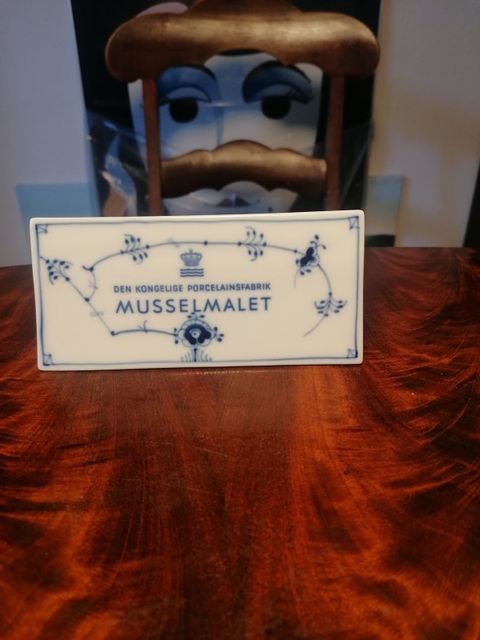 DEN KONGELIGE PORCELAINSFABRIK
MUSSELMALET